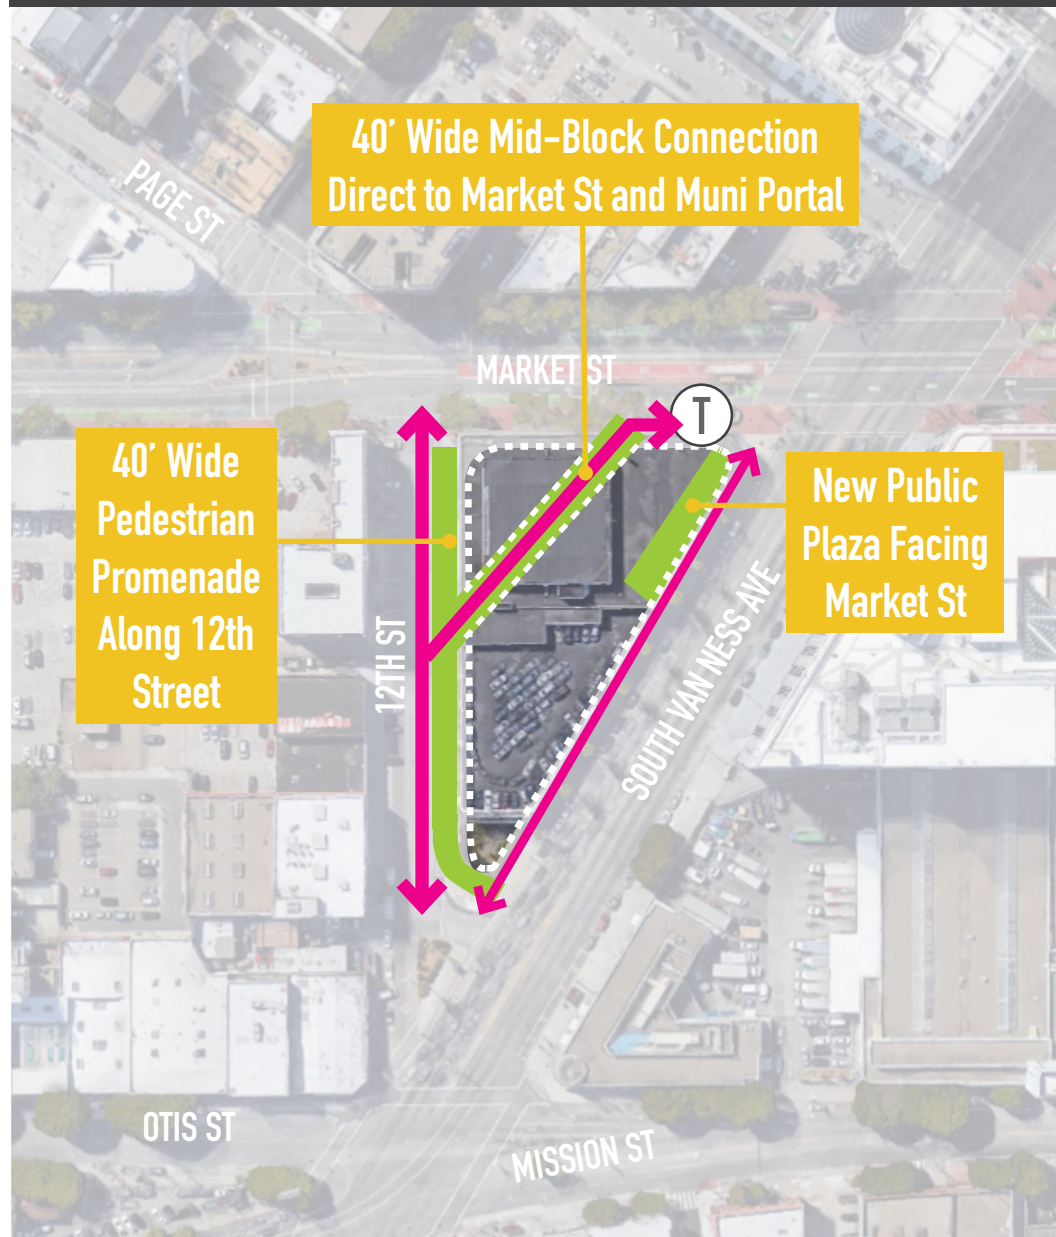 40’ Wide Mid-Block Connection
Direct to Market St and Muni Portal
PAGE ST
MARKET ST
T
40’ Wide
Pedestrian
Promenade
Along 12th
Street
New Public
Plaza Facing
Market St
12TH ST
SOUTH VAN NESS AVE
OTIS ST
MISSION ST